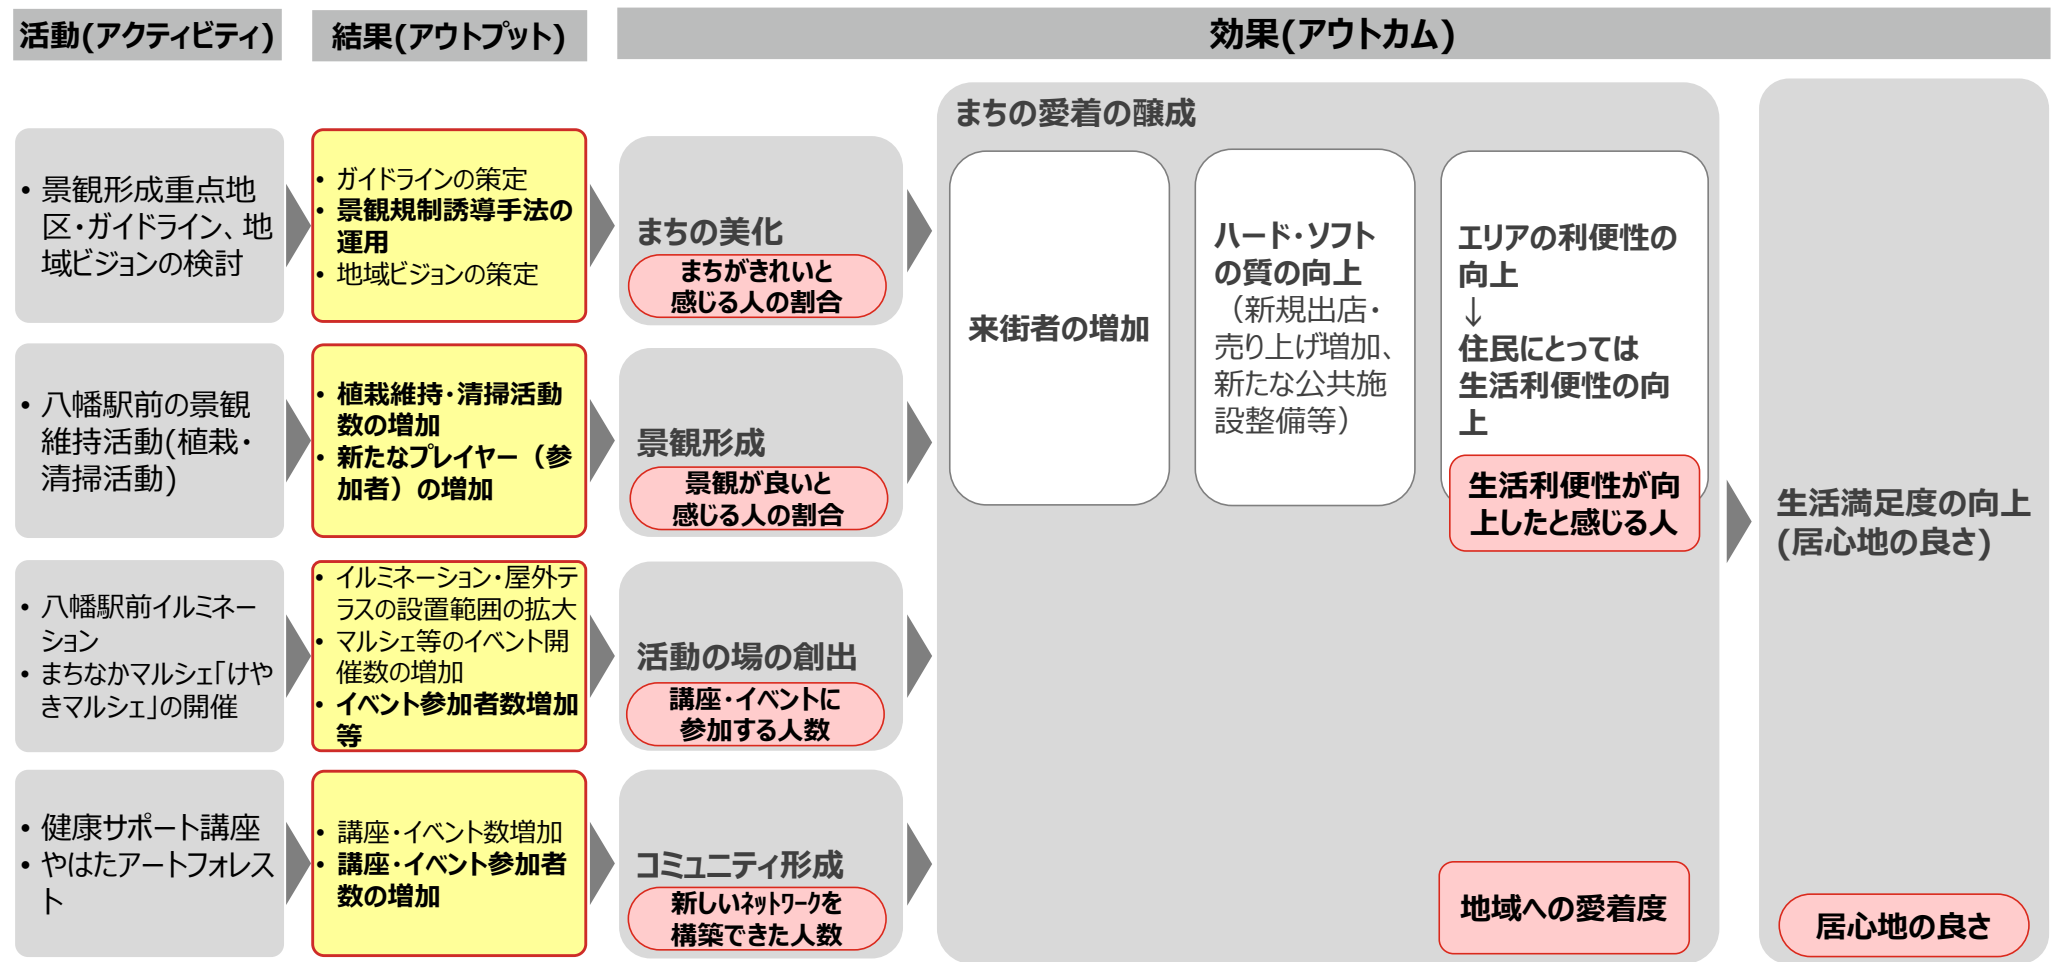 活動(アクティビティ)
結果(アウトプット)
効果(アウトカム)
• 景観形成重点地
区・ガイドライン、地
域ビジョンの検討
• ガイドラインの策定
• 景観規制誘導手法の
運用
• 地域ビジョンの策定
まちの美化
まちがきれいと
感じる人の割合
• 八幡駅前の景観
維持活動(植栽・
清掃活動)
• 植栽維持・清掃活動
数の増加
• 新たなプレイヤー（参
加者）の増加
景観形成
景観が良いと
感じる人の割合
• 八幡駅前イルミネー
ション
• まちなかマルシェ「けや
きマルシェ」の開催
• イルミネーション・屋外テ
ラスの設置範囲の拡大
• マルシェ等のイベント開
催数の増加
• イベント参加者数増加
等
活動の場の創出
講座・イベントに
参加する人数
• 健康サポート講座
• やはたアートフォレス
ト
• 講座・イベント数増加
• 講座・イベント参加者
数の増加
コミュニティ形成
新しいネットワークを
構築できた人数
まちの愛着の醸成
来街者の増加
ハード・ソフト
の質の向上
（新規出店・
売り上げ増加、
新たな公共施
設整備等）
エリアの利便性の
向上
↓
住民にとっては
生活利便性の向
上
生活利便性が向
上したと感じる人
地域への愛着度
生活満足度の向上
(居心地の良さ)
居心地の良さ